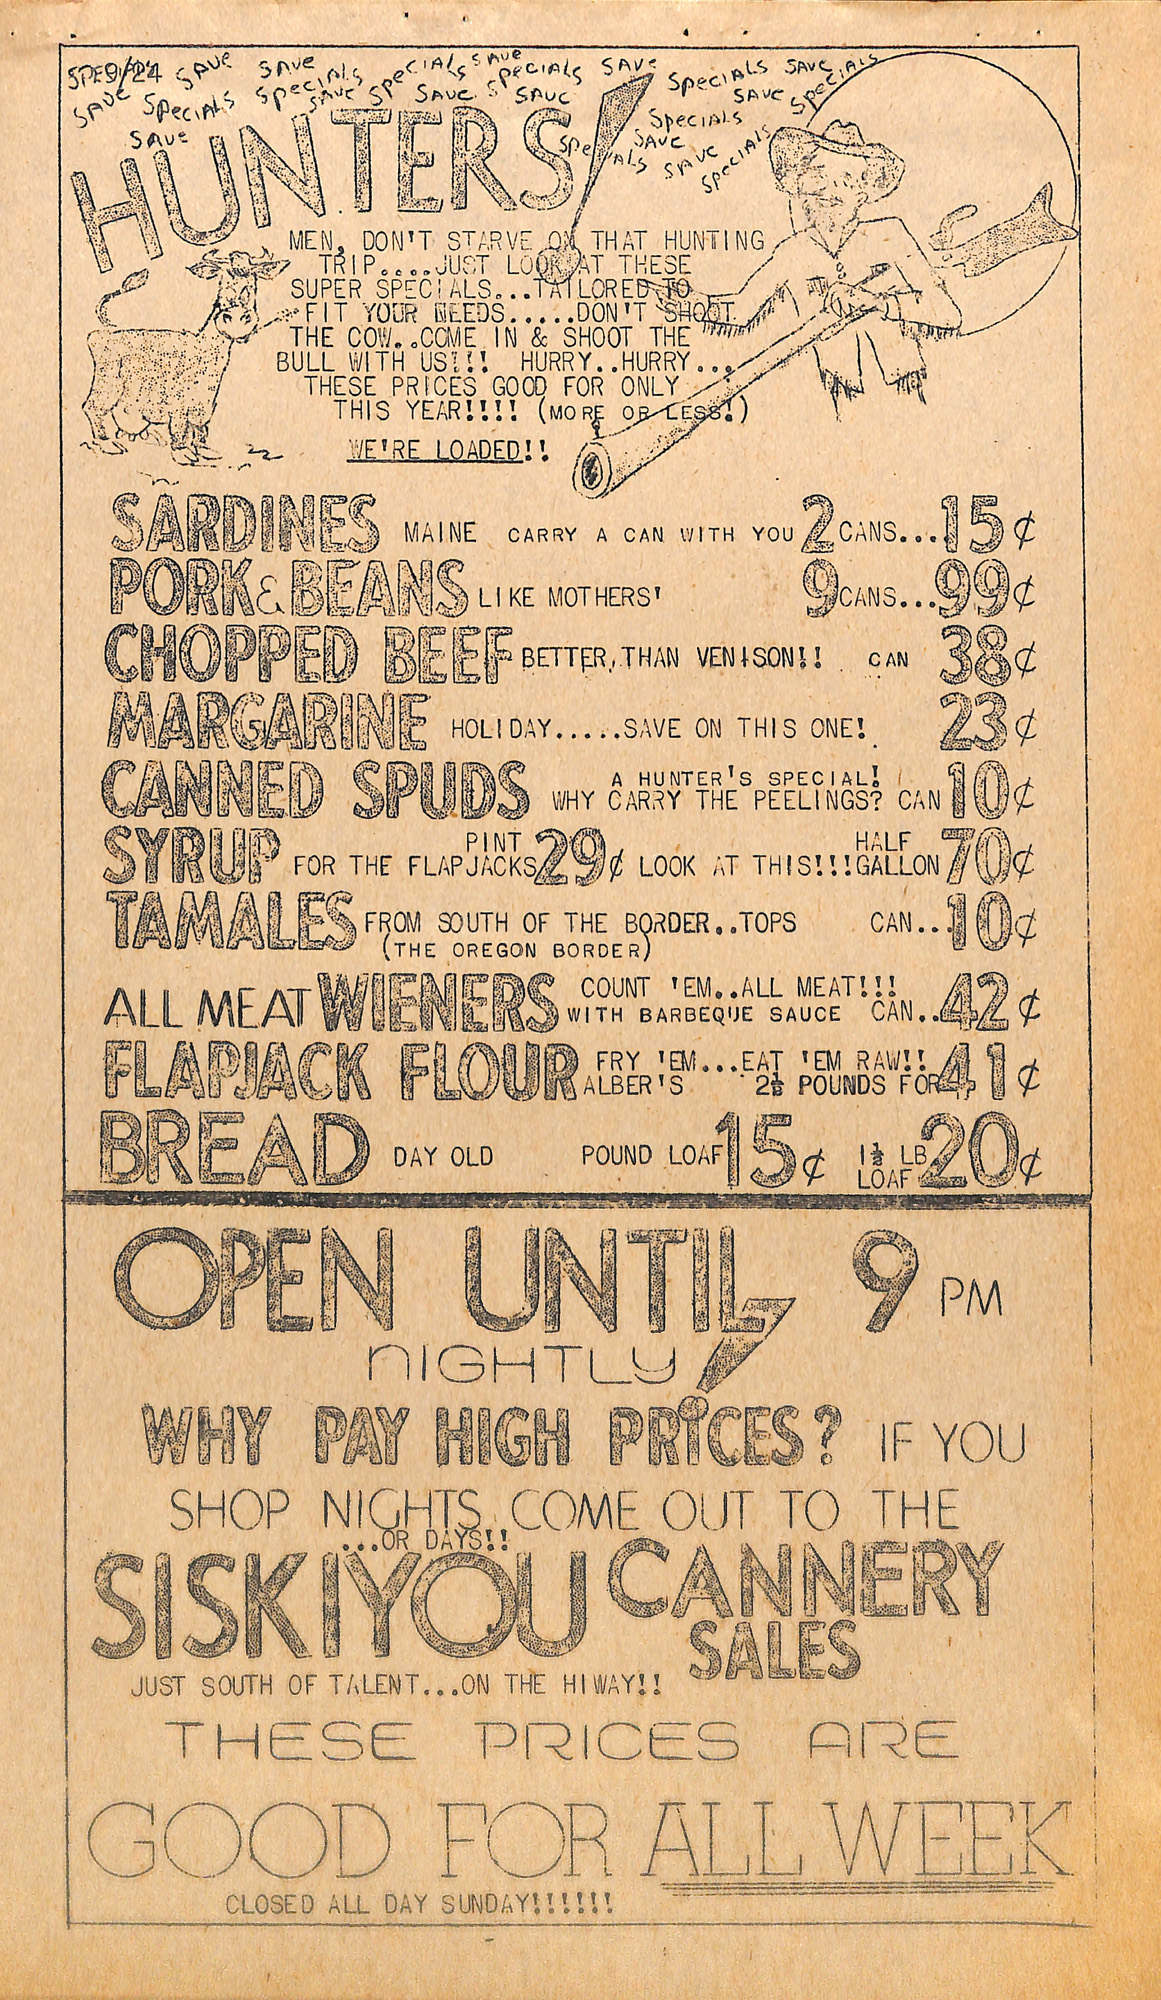 9/24 SAVE SAVE SPECIALS SAVE SAVE SPECIALS SAVE
SAVE SPECIALS SPECIALS SAVE SAVE SPECIALS SAVE SPECIALS
SAVE SAVE SPECIALS
SPECIALS SAVE SAVE SPECIALS
HUNTERS!
MEN, DON'T STARVE ON THAT HUNTING
TRIP....JUST LOOK AT THESE
SUPER SPECIALS...TAILORED TO
FIT YOUR NEEDS.....DON'T SHOOT
THE COW..COME IN & SHOOT THE
BULL WITH US!!! HURRY..HURRY...
THESE PRICES GOOD FOR ONLY
THIS YEAR!!!! (MORE OR LESS!)
WE'RE LOADED!!
SARDINES MAINE CARRY A CAN WITH YOU 2 CANS...15¢
PORK & BEANS LIKE MOTHERS' 9 CANS...99¢
CHOPPED BEEF BETTER, THAN VENISON!! CAN 38¢
MARGARINE HOLIDAY.....SAVE ON THIS ONE! 23¢
CANNED SPUDS A HUNTER'S SPECIAL!
WHY CARRY THE PEELINGS? CAN 10¢
SYRUP FOR THE FLAPJACKS PINT 29¢ LOOK AT THIS!!! HALF GALLON 70¢
TAMALES FROM SOUTH OF THE BORDER..TOPS CAN...10¢
(THE OREGON BORDER)
ALL MEAT WIENERS COUNT 'EM..ALL MEAT!!!
WITH BARBEQUE SAUCE CAN..42¢
FLAPJACK FLOUR FRY 'EM...EAT 'EM RAW!!
ALBER'S 2½ POUNDS FOR 41¢
BREAD DAY OLD POUND LOAF 15¢ 1½ LB LOAF 20¢
OPEN UNTIL 9 PM
NIGHTLY!
WHY PAY HIGH PRICES? IF YOU
SHOP NIGHTS, COME OUT TO THE
...OR DAYS!!
SISKIYOU CANNERY
SALES
JUST SOUTH OF TALENT...ON THE HIWAY!!
THESE PRICES ARE
GOOD FOR ALL WEEK
CLOSED ALL DAY SUNDAY!!!!!!